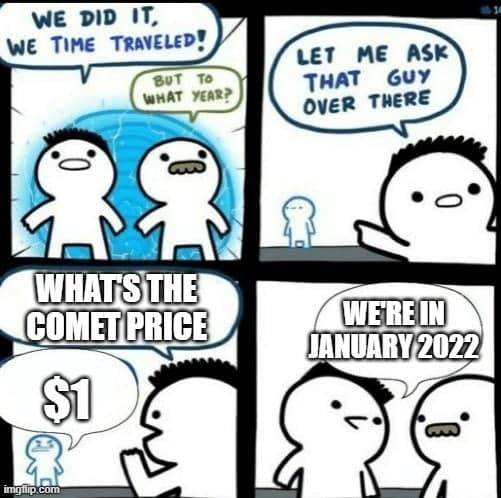 WE DID IT,
WE TIME TRAVELED!
BUT TO
WHAT YEAR?
LET ME ASK
THAT GUY
OVER THERE
WHAT'S THE
COMET PRICE
$1
WE'RE IN
JANUARY 2022
imgflip.com